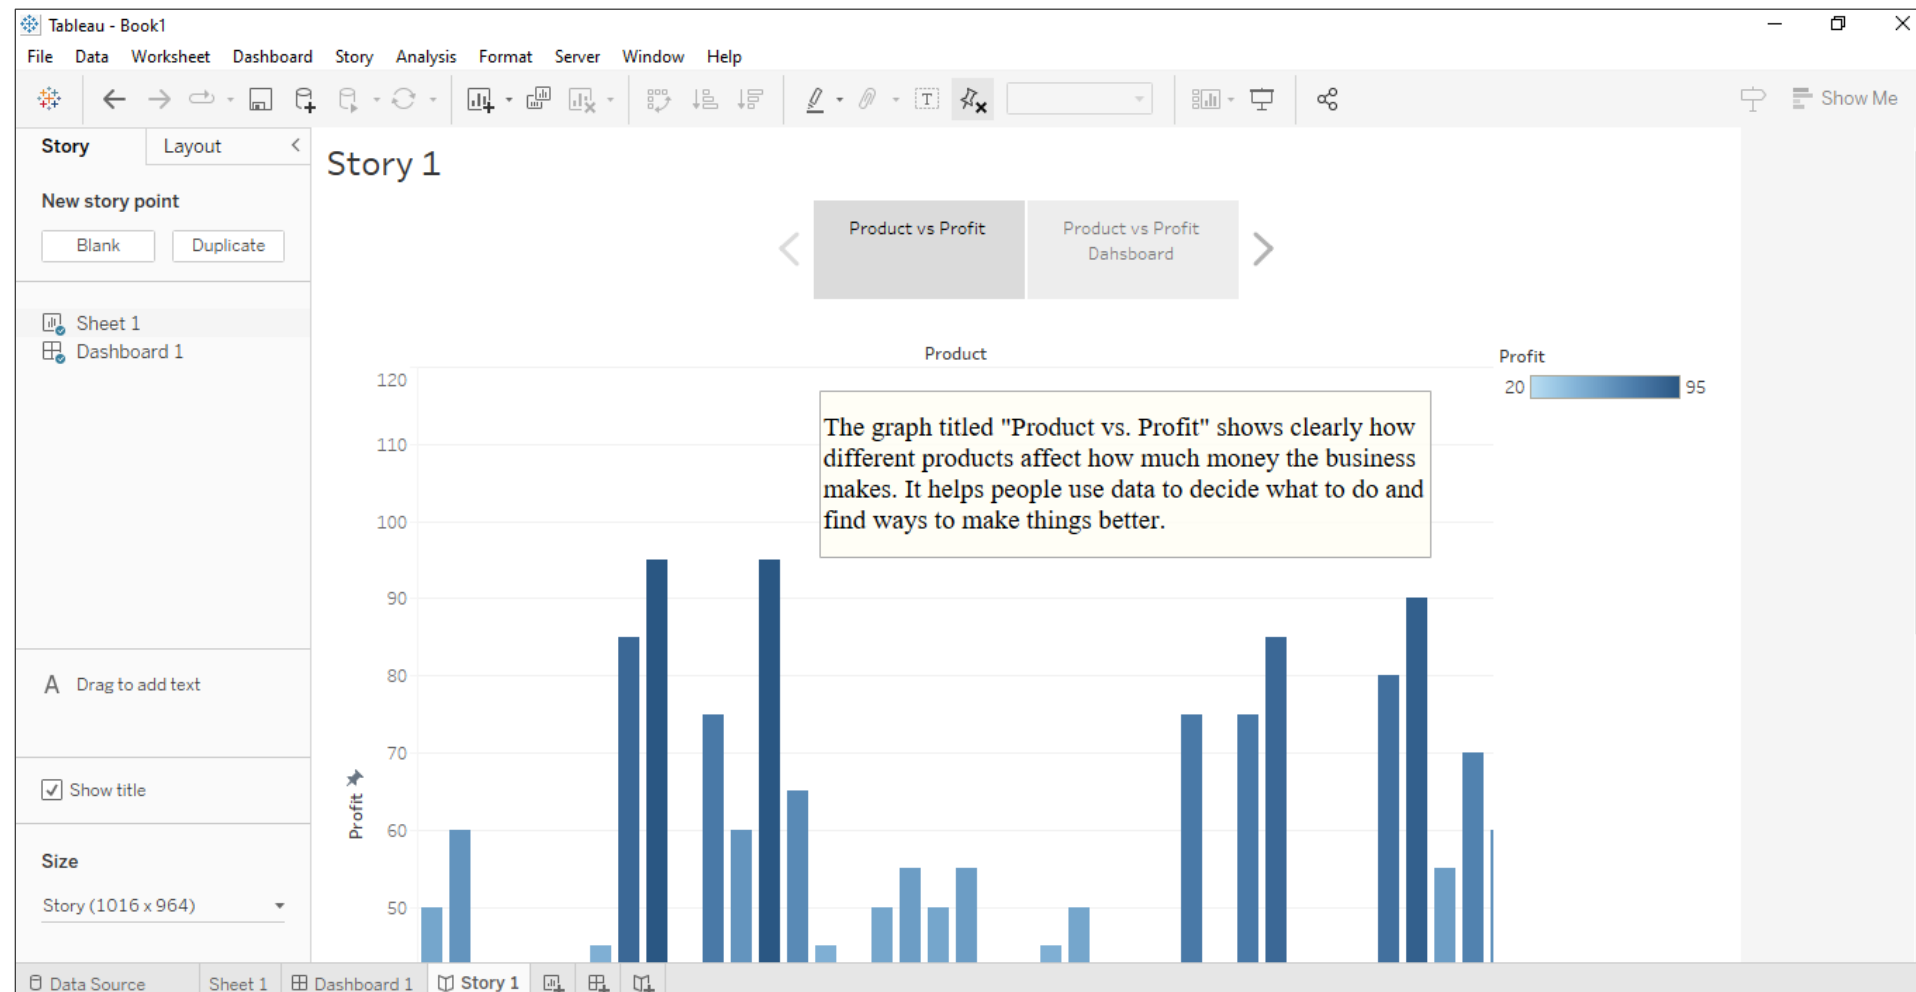 Tableau - Book1
File Data Worksheet Dashboard Story Analysis Format Server Window Help
Show Me
Story Layout
Story 1
New story point
Blank Duplicate
Product vs Profit
Product vs Profit
Dahsboard
Sheet 1
Dashboard 1
Product
Profit
20 95
120
The graph titled "Product vs. Profit" shows clearly how
different products affect how much money the business
makes. It helps people use data to decide what to do and
find ways to make things better.
110
100
90
80
70
60
50
Profit
A Drag to add text
Show title
Size
Story (1016 x 964)
Data Source Sheet 1 Dashboard 1 Story 1